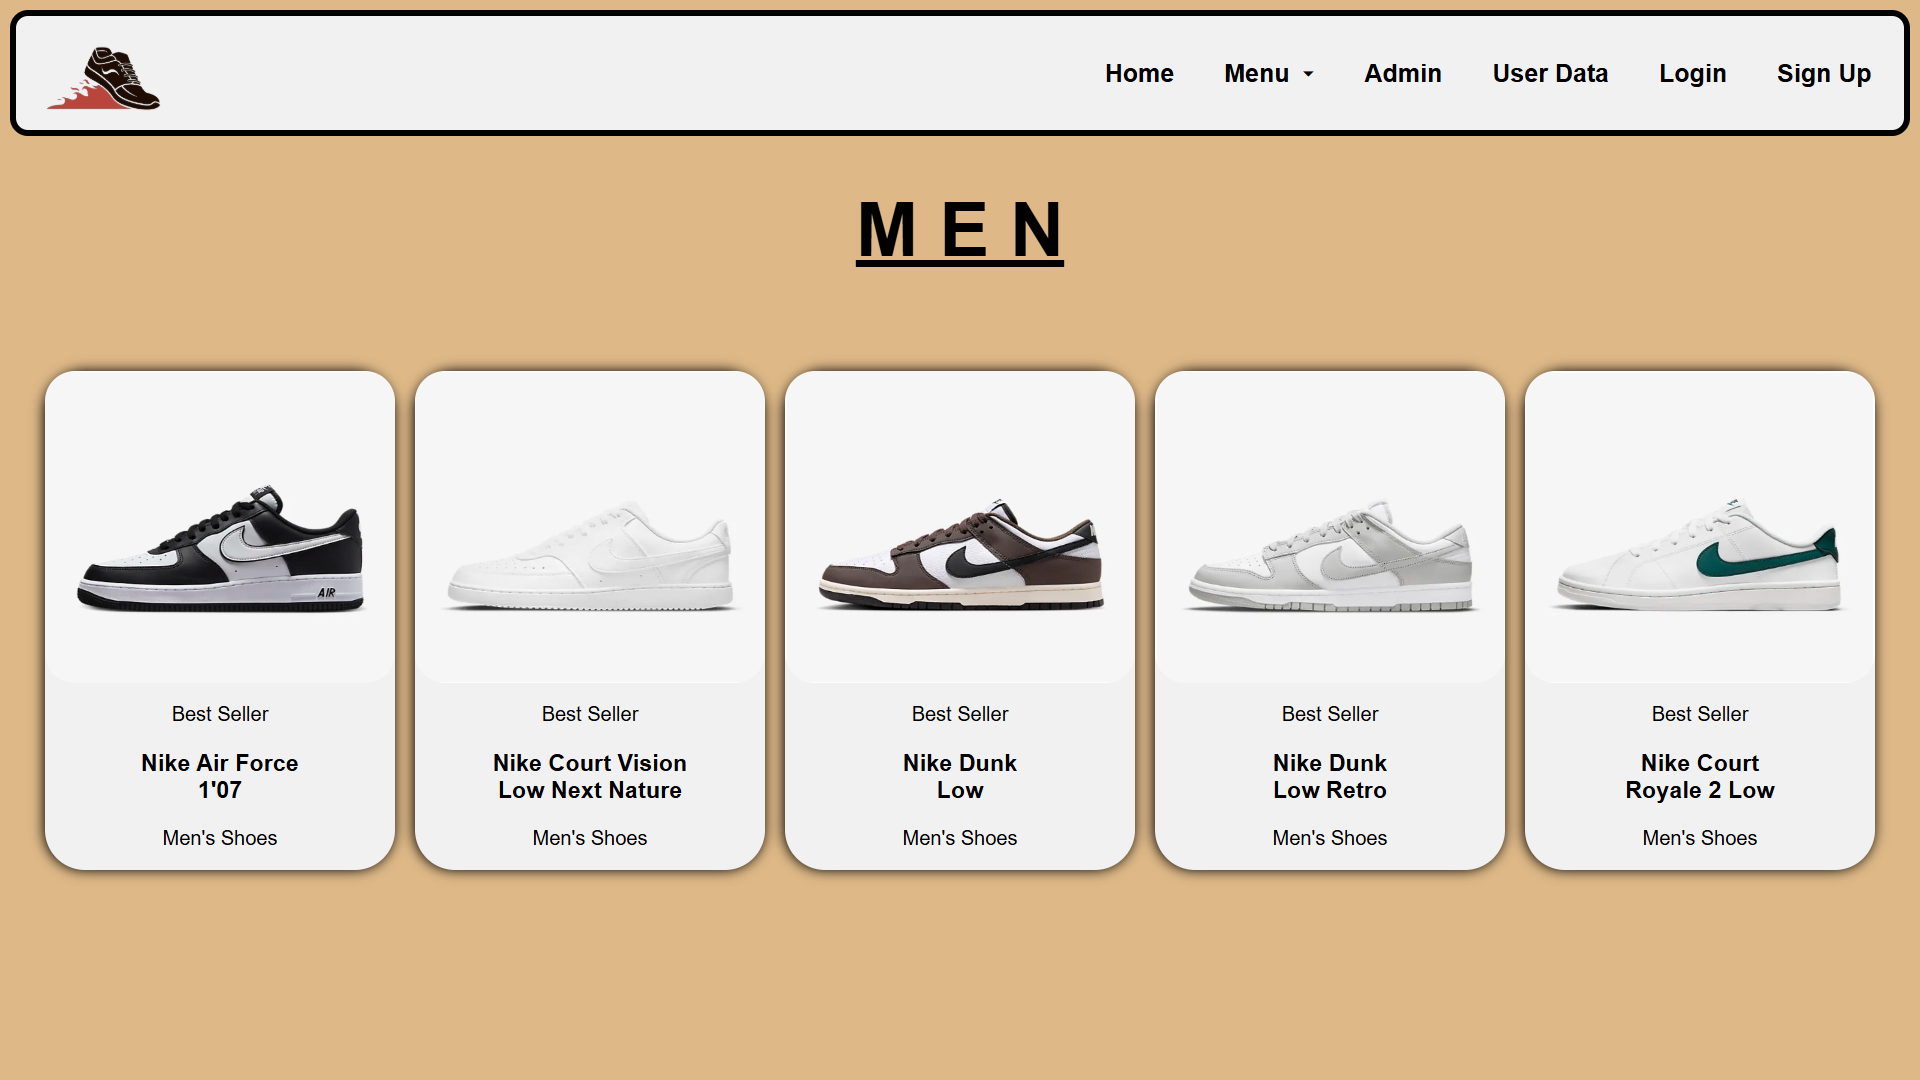 Home Menu Admin User Data Login Sign Up
M E N
AIR
Best Seller
Nike Air Force
1'07
Men's Shoes
Best Seller
Nike Court Vision
Low Next Nature
Men's Shoes
Best Seller
Nike Dunk
Low
Men's Shoes
Best Seller
Nike Dunk
Low Retro
Men's Shoes
Best Seller
Nike Court
Royale 2 Low
Men's Shoes